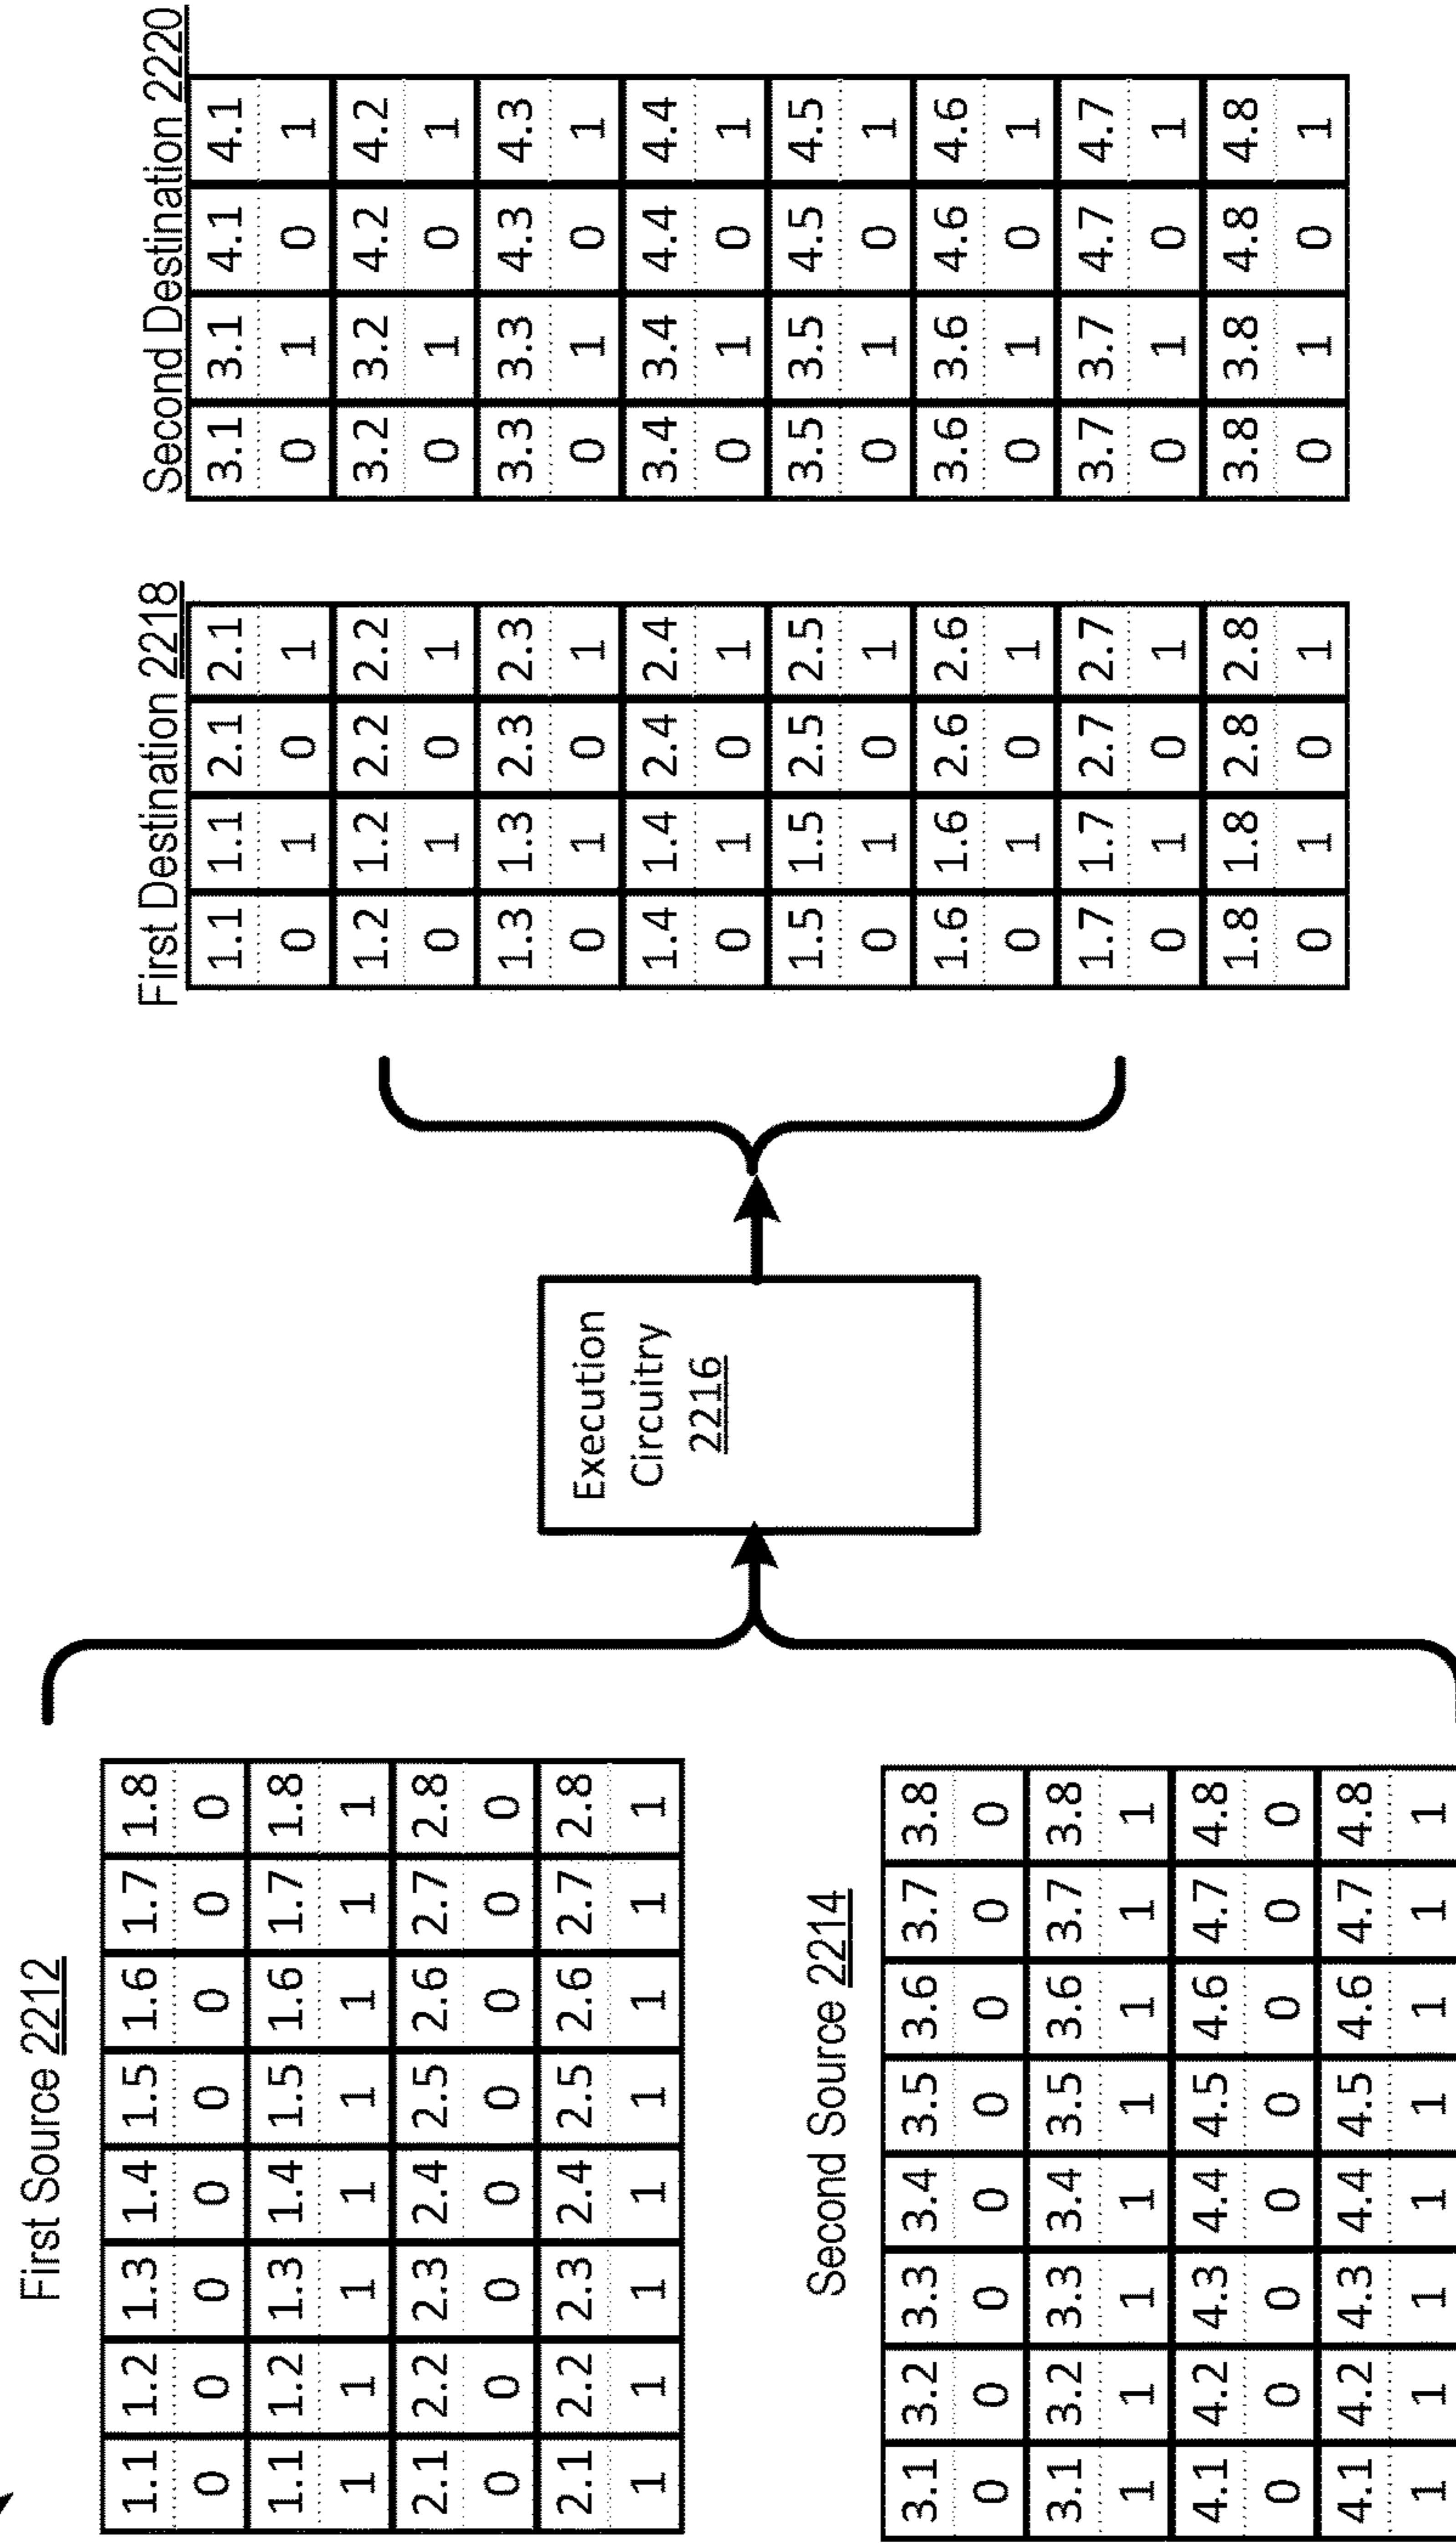 First Source 2212
1.1 1.2 1.3 1.4 1.5 1.6 1.7 1.8
0 0 0 0 0 0 0 0
1.1 1.2 1.3 1.4 1.5 1.6 1.7 1.8
1 1 1 1 1 1 1 1
2.1 2.2 2.3 2.4 2.5 2.6 2.7 2.8
0 0 0 0 0 0 0 0
2.1 2.2 2.3 2.4 2.5 2.6 2.7 2.8
1 1 1 1 1 1 1 1
Second Source 2214
3.1 3.2 3.3 3.4 3.5 3.6 3.7 3.8
0 0 0 0 0 0 0 0
3.1 3.2 3.3 3.4 3.5 3.6 3.7 3.8
1 1 1 1 1 1 1 1
4.1 4.2 4.3 4.4 4.5 4.6 4.7 4.8
0 0 0 0 0 0 0 0
4.1 4.2 4.3 4.4 4.5 4.6 4.7 4.8
1 1 1 1 1 1 1 1
Execution
Circuitry
2216
First Destination 2218
1.1 1.1 2.1 2.1
0 1 0 1
1.2 1.2 2.2 2.2
0 1 0 1
1.3 1.3 2.3 2.3
0 1 0 1
1.4 1.4 2.4 2.4
0 1 0 1
1.5 1.5 2.5 2.5
0 1 0 1
1.6 1.6 2.6 2.6
0 1 0 1
1.7 1.7 2.7 2.7
0 1 0 1
1.8 1.8 2.8 2.8
0 1 0 1
Second Destination 2220
3.1 3.1 4.1 4.1
0 1 0 1
3.2 3.2 4.2 4.2
0 1 0 1
3.3 3.3 4.3 4.3
0 1 0 1
3.4 3.4 4.4 4.4
0 1 0 1
3.5 3.5 4.5 4.5
0 1 0 1
3.6 3.6 4.6 4.6
0 1 0 1
3.7 3.7 4.7 4.7
0 1 0 1
3.8 3.8 4.8 4.8
0 1 0 1